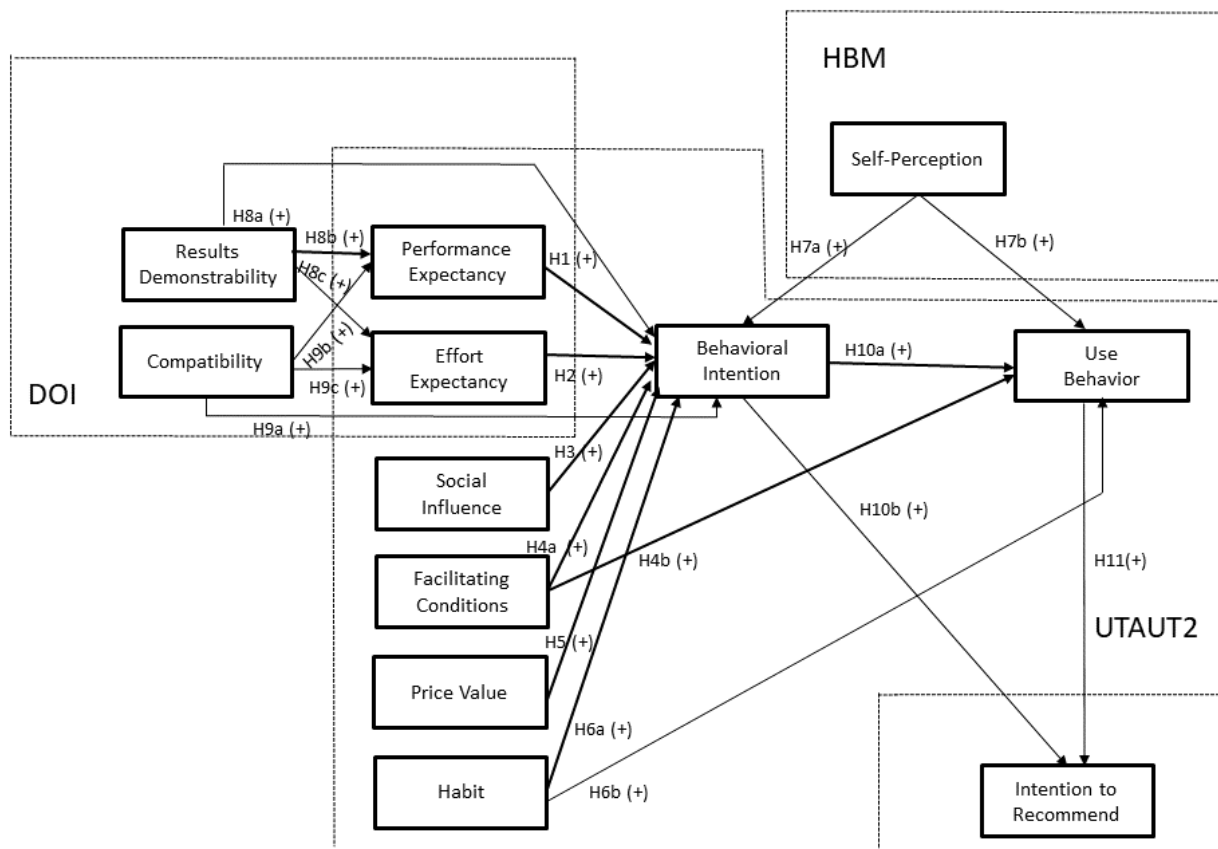 HBM
Self-Perception
H8a (+)
H8b (+)
H7a(+)
H7b (+)
Results
Demonstrability
Performance
Expectancy
H1 (+)
H8c (+)
H9b (+)
Compatibility
Effort
Expectancy
Behavioral
Intention
H10a (+)
Use
Behavior
H2 (+)
H9c (+)
DOI
H9a (+)
H3 (+)
Social
Influence
H10b (+)
H4a (+)
H4b (+)
H11(+)
Facilitating
Conditions
UTAUT2
H5 (+)
Price Value
H6a (+)
Habit
H6b (+)
Intention to
Recommend